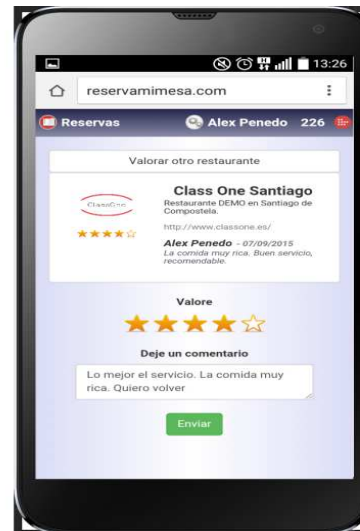 13:26
reservamimesa.com
Reservas Alex Penedo 226
Valorar otro restaurante
ClassOne
Class One Santiago
Restaurante DEMO en Santiago de
Compostela.
http://www.classone.es/
Alex Penedo - 07/09/2015
La comida muy rica. Buen servicio,
recomendable.
Valore
Deje un comentario
Lo mejor el servicio. La comida muy
rica. Quiero volver
Enviar